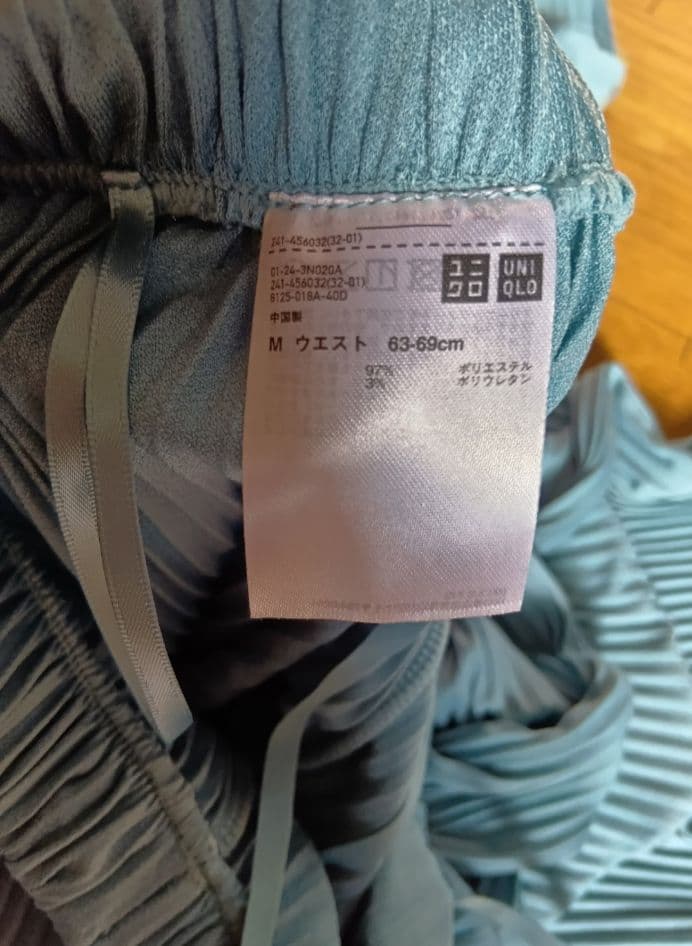 241-456032(32-01)
01-24-3N020A
241-456032(32-01)
8125-018A-40D
ユニ
クロ
UNI
QLO
中国製
M ウエスト 63-69cm
97% ポリエステル
3% ポリウレタン